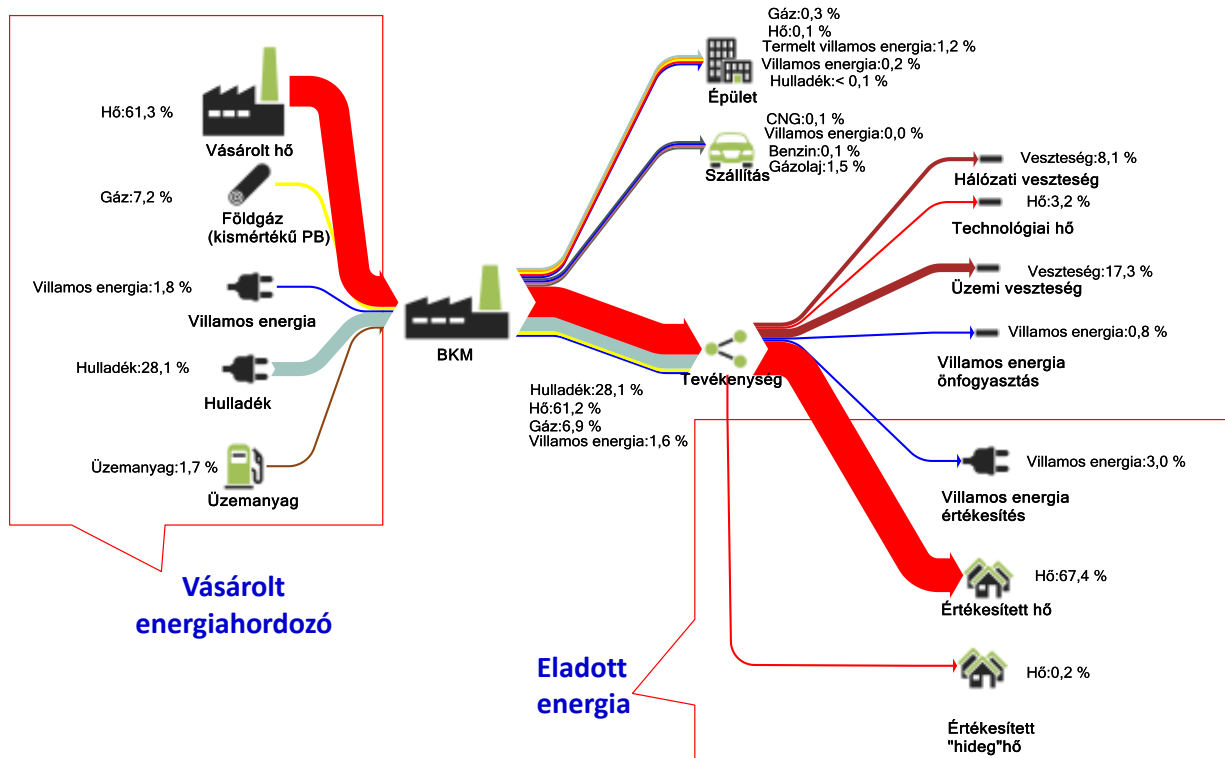 Hő:61,3 %
Vásárolt hő
Gáz:7,2 %
Földgáz
(kismértékű PB)
Villamos energia:1,8 %
Villamos energia
Hulladék:28,1 %
Hulladék
Üzemanyag:1,7 %
Üzemanyag
Vásárolt
energiahordozó
BKM
Gáz:0,3 %
Hő:0,1 %
Termelt villamos energia:1,2 %
Villamos energia:0,2 %
Hulladék:< 0,1 %
Épület
CNG:0,1 %
Villamos energia:0,0 %
Benzin:0,1 %
Gázolaj:1,5 %
Szállítás
Tevékenység
Hulladék:28,1 %
Hő:61,2 %
Gáz:6,9 %
Villamos energia:1,6 %
Veszteség:8,1 %
Hálózati veszteség
Hő:3,2 %
Technológiai hő
Veszteség:17,3 %
Üzemi veszteség
Villamos energia:0,8 %
Villamos energia
önfogyasztás
Villamos energia:3,0 %
Villamos energia
értékesítés
Hő:67,4 %
Értékesített hő
Hő:0,2 %
Értékesített
"hideg"hő
Eladott
energia